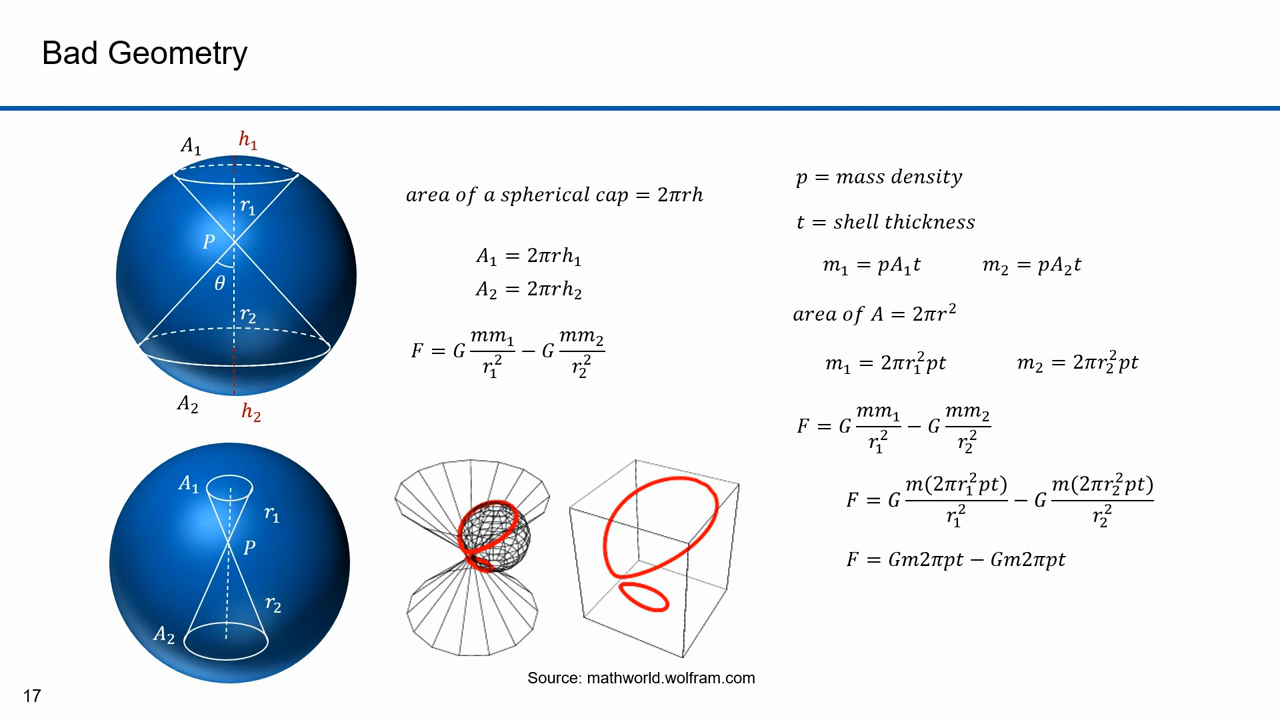 Bad Geometry
A₁
h₁
r₁
P
θ
r₂
A₂
h₂
A₁
r₁
P
r₂
A₂
area of a spherical cap = 2πrh
A₁ = 2πrh₁
A₂ = 2πrh₂
F = G mm₁/r₁² − G mm₂/r₂²
p = mass density
t = shell thickness
m₁ = pA₁t m₂ = pA₂t
area of A = 2πr²
m₁ = 2πr₁²pt m₂ = 2πr₂²pt
F = G mm₁/r₁² − G mm₂/r₂²
F = G m(2πr₁²pt)/r₁² − G m(2πr₂²pt)/r₂²
F = Gm2πpt − Gm2πpt
Source: mathworld.wolfram.com
17